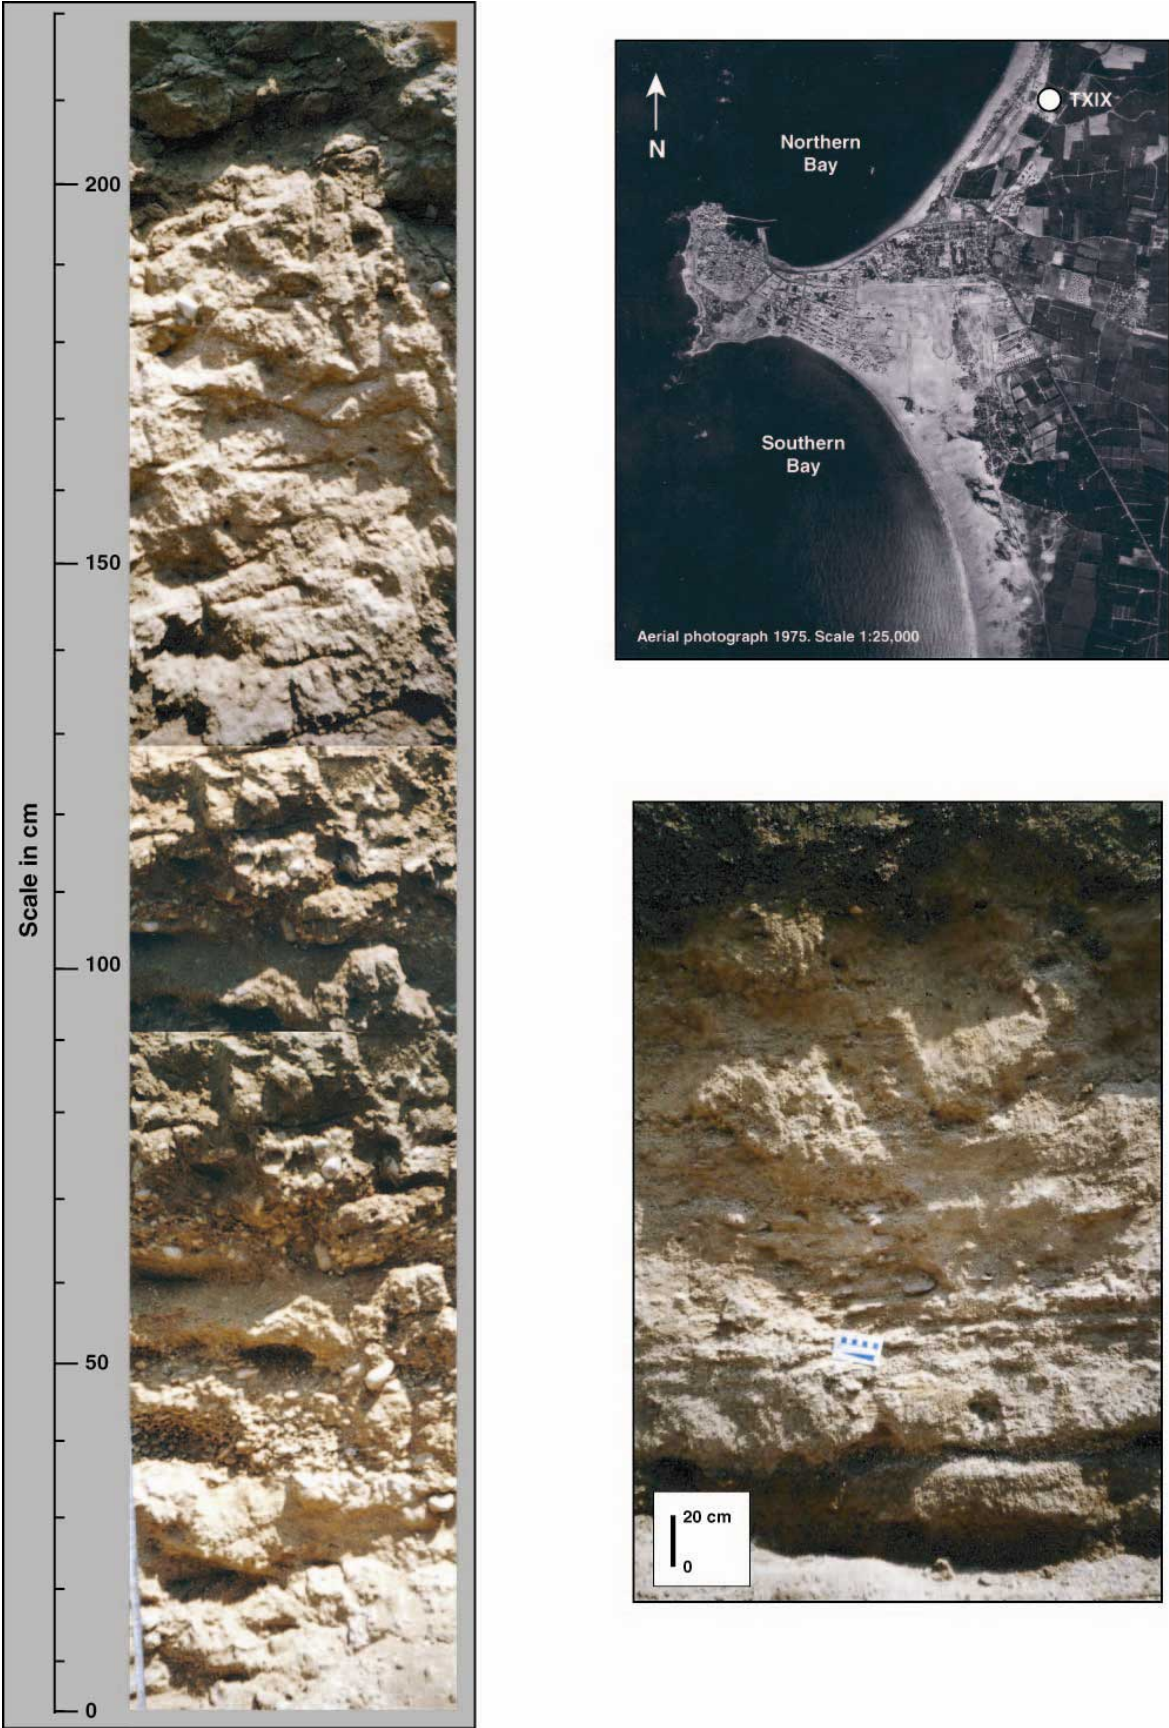 200
150
100
50
0
Scale in cm
N
Northern
Bay
TXIX
Southern
Bay
Aerial photograph 1975. Scale 1:25,000
20 cm
0